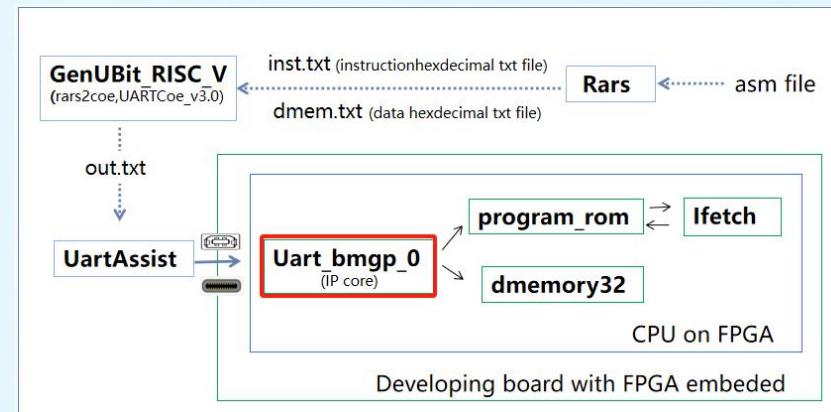 inst.txt (instructionhexdecimal txt file)
GenUBit_RISC_V
(rars2coe,UARTCoe_v3.0)
Rars
asm file
dmem.txt (data hexdecimal txt file)
out.txt
program_rom
Ifetch
UartAssist
Uart_bmgp_0
(IP core)
dmemory32
CPU on FPGA
Developing board with FPGA embeded